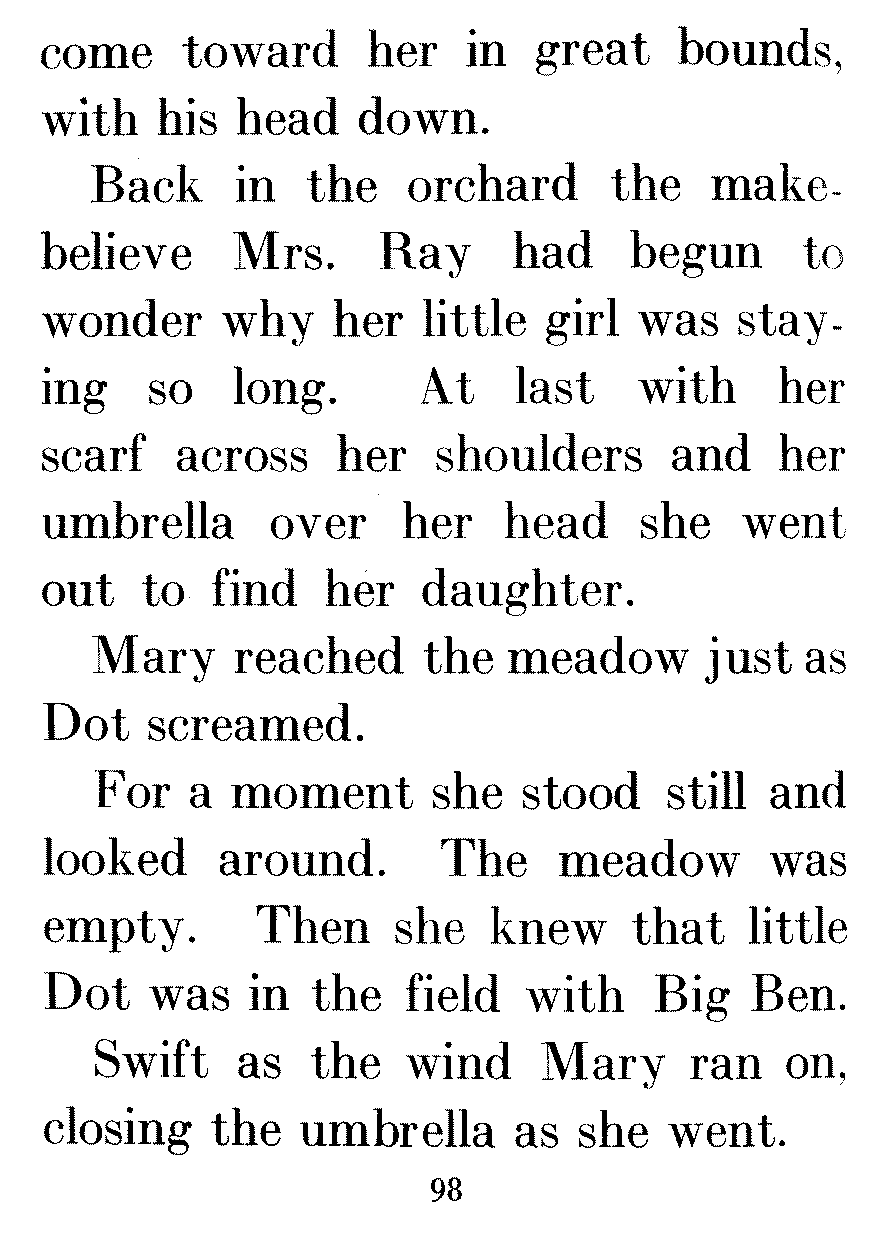 come toward her in great bounds,
with his head down.
Back in the orchard the make-
believe Mrs. Ray had begun to
wonder why her little girl was stay-
ing so long. At last with her
scarf across her shoulders and her
umbrella over her head she went
out to find her daughter.
Mary reached the meadow just as
Dot screamed.
For a moment she stood still and
looked around. The meadow was
empty. Then she knew that little
Dot was in the field with Big Ben.
Swift as the wind Mary ran on,
closing the umbrella as she went.
98